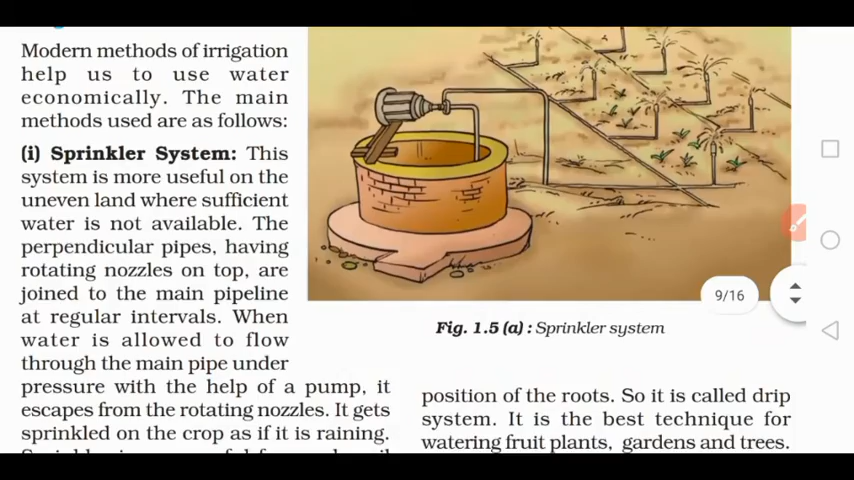 Modern methods of irrigation
help us to use water
economically. The main
methods used are as follows:
(i) Sprinkler System: This
system is more useful on the
uneven land where sufficient
water is not available. The
perpendicular pipes, having
rotating nozzles on top, are
joined to the main pipeline
at regular intervals. When
water is allowed to flow
through the main pipe under
pressure with the help of a pump, it
escapes from the rotating nozzles. It gets
sprinkled on the crop as if it is raining.
Fig. 1.5 (a) : Sprinkler system
9/16
position of the roots. So it is called drip
system. It is the best technique for
watering fruit plants, gardens and trees.